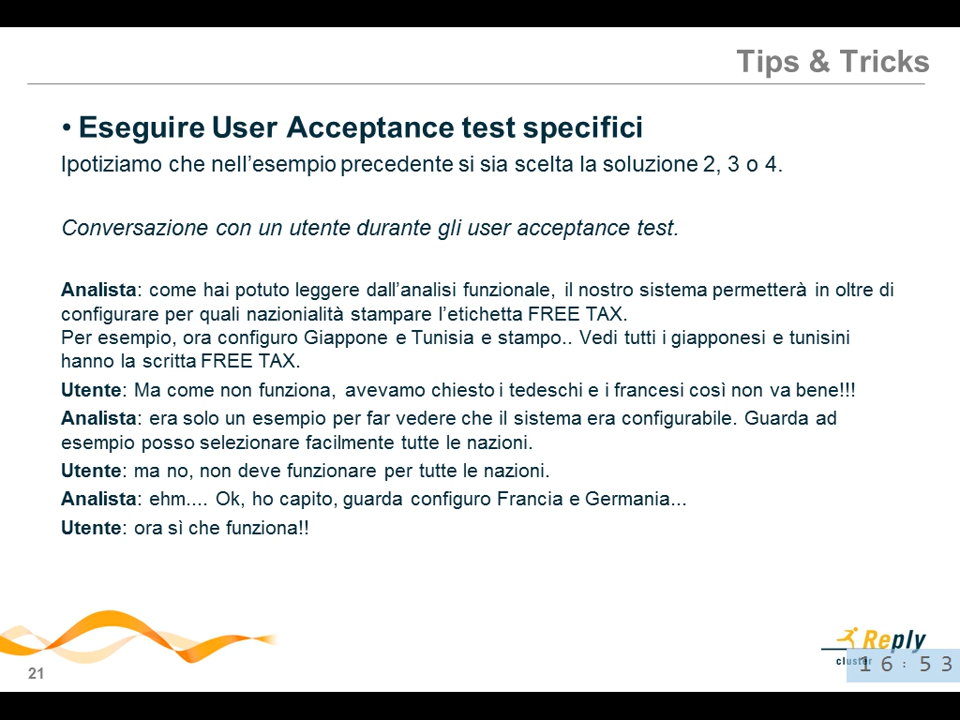 Tips & Tricks
• Eseguire User Acceptance test specifici
Ipotiziamo che nell'esempio precedente si sia scelta la soluzione 2, 3 o 4.
Conversazione con un utente durante gli user acceptance test.
Analista: come hai potuto leggere dall'analisi funzionale, il nostro sistema permetterà in oltre di
configurare per quali nazionialità stampare l'etichetta FREE TAX.
Per esempio, ora configuro Giappone e Tunisia e stampo.. Vedi tutti i giapponesi e tunisini
hanno la scritta FREE TAX.
Utente: Ma come non funziona, avevamo chiesto i tedeschi e i francesi così non va bene!!!
Analista: era solo un esempio per far vedere che il sistema era configurabile. Guarda ad
esempio posso selezionare facilmente tutte le nazioni.
Utente: ma no, non deve funzionare per tutte le nazioni.
Analista: ehm.... Ok, ho capito, guarda configuro Francia e Germania...
Utente: ora sì che funziona!!
Reply
cluster
16:53
21